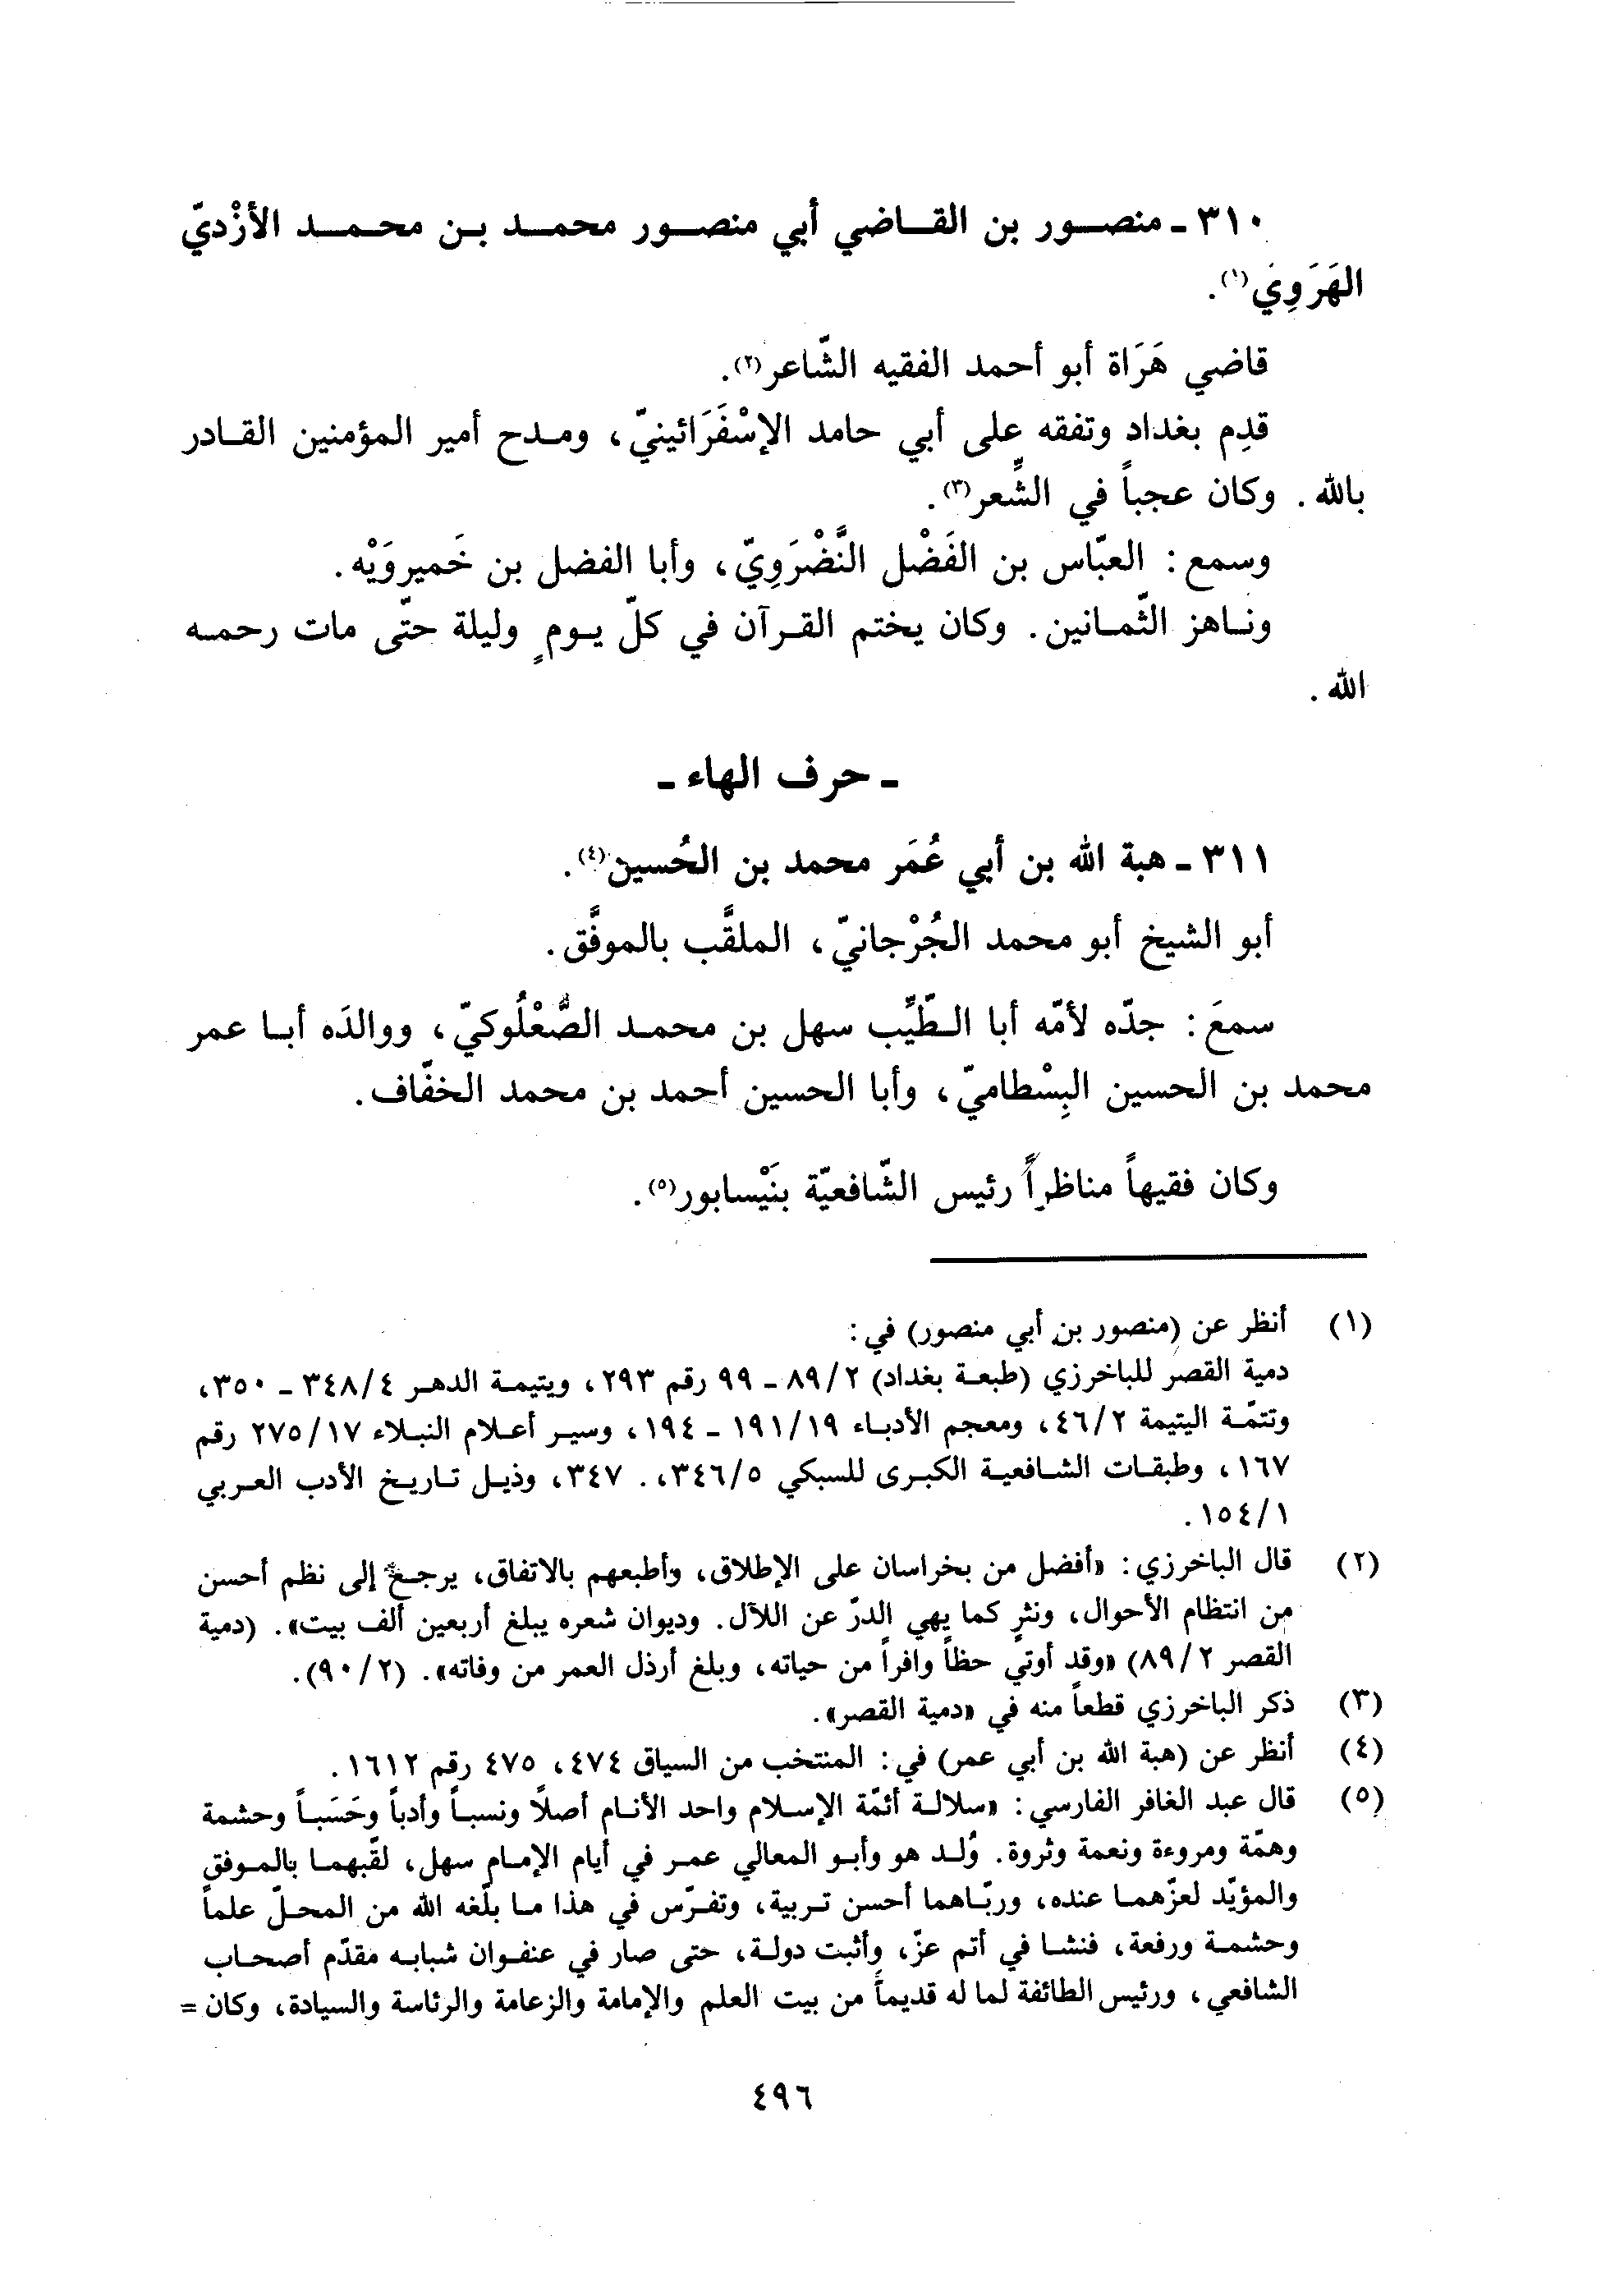 ٣١٠ ـ منصور بن القاضي أبي منصور محمد بن محمد الأزْديّ
الهَرَوِي(١).
قاضي هَرَاة أبو أحمد الفقيه الشّاعر(٢).
قدِم بغداد وتفقه على أبي حامد الإسْفَرَائينيّ، ومدح أمير المؤمنين القادر
بالله. وكان عجباً في الشِّعر(٣).
وسمع: العبّاس بن الفَضْل النَّضْرَوِيّ، وأبا الفضل بن خَميرويْه.
وناهز الثّمانين. وكان يختم القرآن في كلّ يومٍ وليلة حتّى مات رحمه
الله.
ـ حرف الهاء ـ
٣١١ ـ هبة الله بن أبي عُمَر محمد بن الحُسين(٤).
أبو الشيخ أبو محمد الجُرْجانيّ، الملقَّب بالموفَّق.
سمعَ: جدّه لأمّه أبا الطّيِّب سهل بن محمد الصُّعْلُوكيّ، ووالدَه أبا عمر
محمد بن الحسين البِسْطاميّ، وأبا الحسين أحمد بن محمد الخفّاف.
وكان فقيهاً مناظراً رئيس الشّافعيّة بنَيْسابور(٥).
(١) أنظر عن (منصور بن أبي منصور) في:
دمية القصر للباخرزي (طبعة بغداد) ٨٩/٢ ـ ٩٩ رقم ٢٩٣، ويتيمة الدهر ٣٤٨/٤ ـ ٣٥٠،
وتتمّة اليتيمة ٤٦/٢، ومعجم الأدباء ١٩١/١٩ ـ ١٩٤، وسير أعلام النبلاء ٢٧٥/١٧ رقم
١٦٧، وطبقات الشافعية الكبرى للسبكي ٣٤٦/٥،. ٣٤٧، وذيل تاريخ الأدب العربي
١٥٤/١.
(٢) قال الباخرزي: «أفضل من بخراسان على الإطلاق، وأطبعهم بالاتفاق، يرجع إلى نظم أحسن
من انتظام الأحوال، ونثرٍ كما يهي الدرّ عن اللآل. وديوان شعره يبلغ أربعين ألف بيت». (دمية
القصر ٨٩/٢) «وقد أوتي حظاً وافراً من حياته، وبلغ أرذل العمر من وفاته». (٩٠/٢).
(٣) ذكر الباخرزي قطعاً منه في «دمية القصر».
(٤) أنظر عن (هبة الله بن أبي عمر) في: المنتخب من السياق ٤٧٤، ٤٧٥ رقم ١٦١٢.
(٥) قال عبد الغافر الفارسي: «سلالة أئمّة الإسلام واحد الأنام أصلاً ونسباً وأدباً وحَسَباً وحشمة
وهمّة ومروءة ونعمة وثروة. وُلد هو وأبو المعالي عمر في أيام الإمام سهل، لقّبهما بالموفق
والمؤيّد لعزّهما عنده، وربّاهما أحسن تربية، وتفرّس في هذا ما بلّغه الله من المحلّ علماً
وحشمة ورفعة، فنشا في أتم عزّ، وأثبت دولة، حتى صار في عنفوان شبابه مقدّم أصحاب
الشافعي، ورئيس الطائفة لما له قديماً من بيت العلم والإمامة والزعامة والرئاسة والسيادة، وكان =
٤٩٦